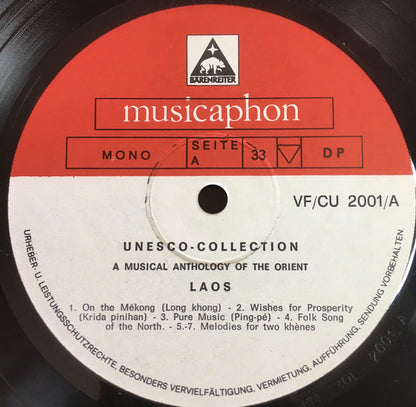 BÄRENREITER
musicaphon
MONO SEITE A 33 DP
VF/CU 2001/A
UNESCO-COLLECTION
A MUSICAL ANTHOLOGY OF THE ORIENT
LAOS
1. On the Mékong (Long khong) - 2. Wishes for Prosperity
(Krida pinihan) - 3. Pure Music (Ping-pé) - 4. Folk Song
of the North. - 5.-7. Melodies for two khènes
URHEBER- U. LEISTUNGSSCHUTZRECHTE, BESONDERS VERVIELFÄLTIGUNG, VERMIETUNG, AUFFÜHRUNG, SENDUNG VORBEHALTEN.